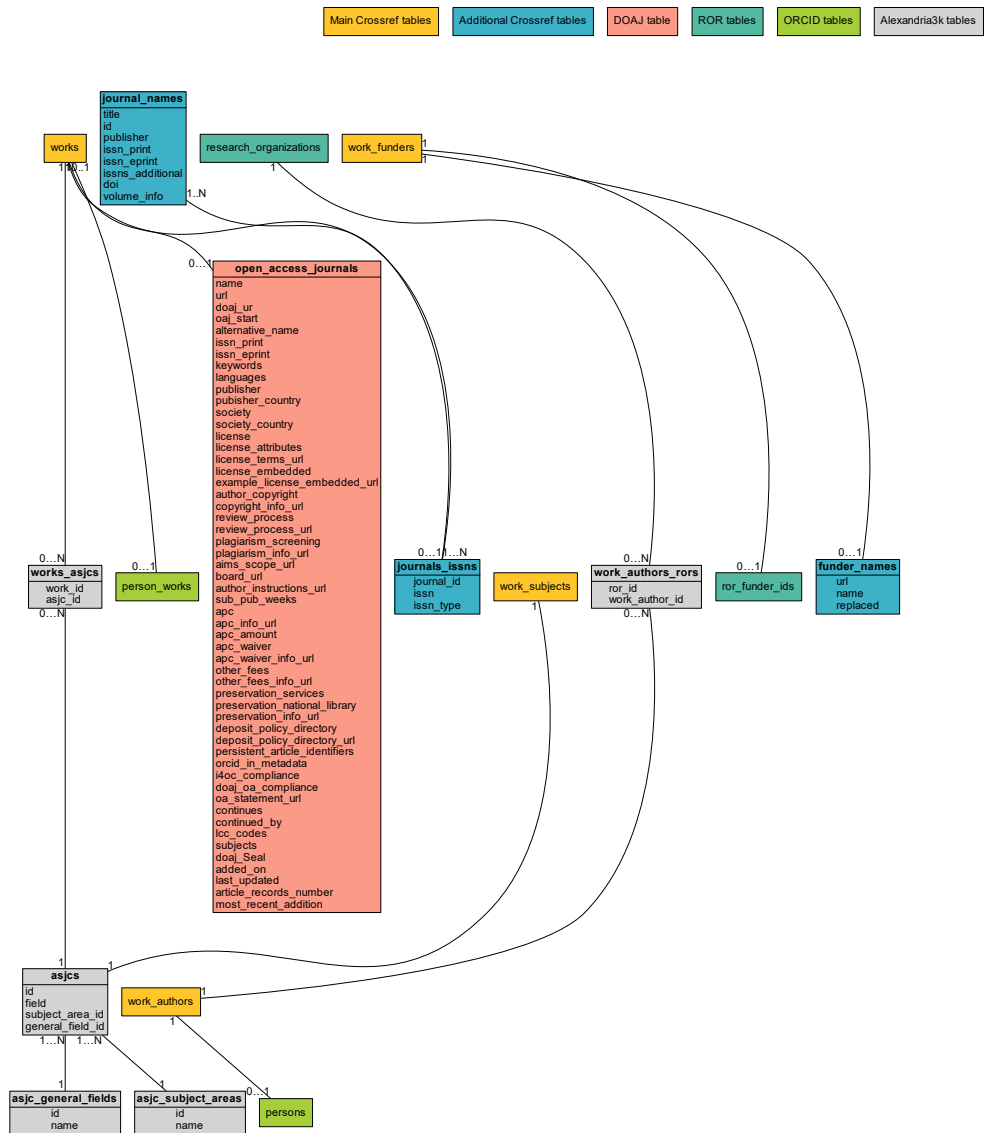 Main Crossref tables
Additional Crossref tables
DOAJ table
ROR tables
ORCID tables
Alexandria3k tables
journal_names
title
id
publisher
issn_print
issn_eprint
issns_additional
doi
volume_info
works
research_organizations
work_funders
1
1
0...1
1..N
1
1
1
0...1
open_access_journals
name
url
doaj_ur
oaj_start
alternative_name
issn_print
issn_eprint
keywords
languages
publisher
pubisher_country
society
society_country
license
license_attributes
license_terms_url
license_embedded
example_license_embedded_url
author_copyright
copyright_info_url
review_process
review_process_url
plagiarism_screening
plagiarism_info_url
aims_scope_url
board_url
author_instructions_url
sub_pub_weeks
apc
apc_info_url
apc_amount
apc_waiver
apc_waiver_info_url
other_fees
other_fees_info_url
preservation_services
preservation_national_library
preservation_info_url
deposit_policy_directory
deposit_policy_directory_url
persistent_article_identifiers
orcid_in_metadata
i4oc_compliance
doaj_oa_compliance
oa_statement_url
continues
continued_by
lcc_codes
subjects
doaj_Seal
added_on
last_updated
article_records_number
most_recent_addition
0...N
works_asjcs
work_id
asjc_id
0...N
0...1
person_works
0...1
1...N
journals_issns
journal_id
issn
issn_type
work_subjects
1
0...N
work_authors_rors
ror_id
work_author_id
0...N
0...1
ror_funder_ids
0...1
funder_names
url
name
replaced
1
1
asjcs
id
field
subject_area_id
general_field_id
1...N
1...N
work_authors
1
1
1
asjc_general_fields
id
name
1
asjc_subject_areas
id
name
0...1
persons